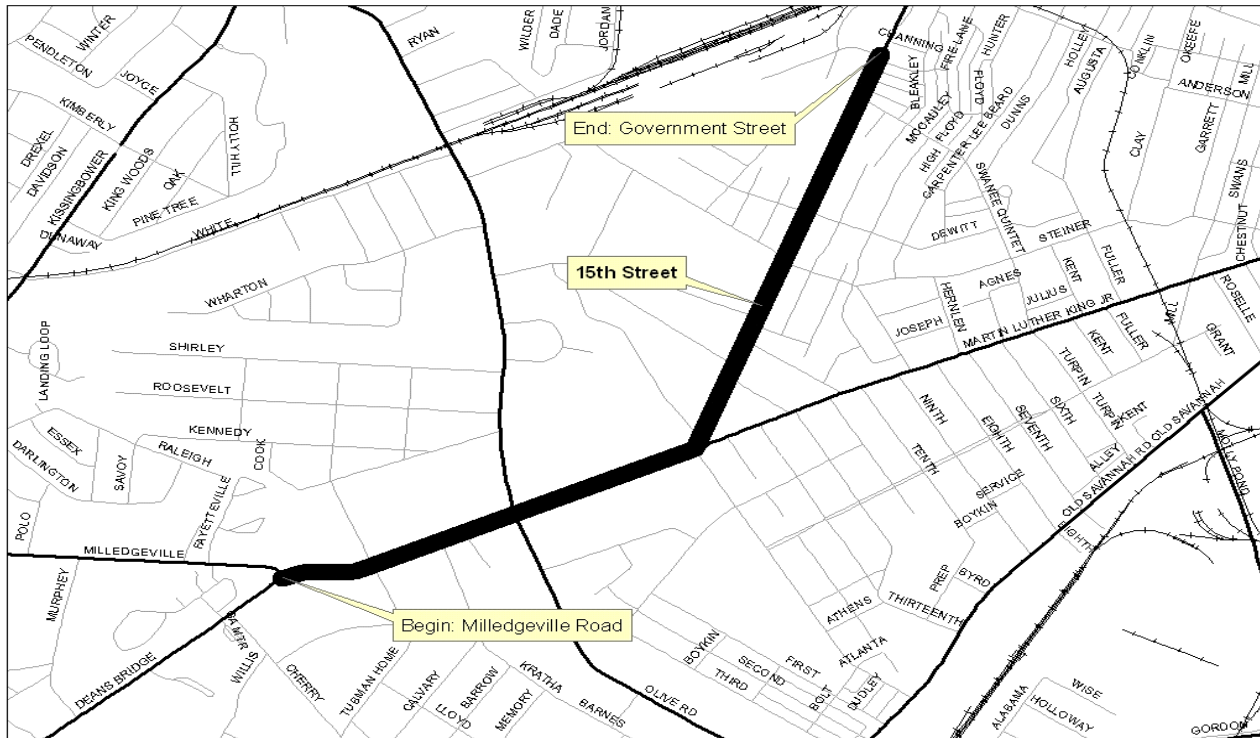 WINTER
PENDLETON
JOYCE
KIMBERLY
DREXEL
DAVIDSON
KISSINGBOWER
KING WOODS
OAK
HOLLYHILL
PINE TREE
DUNAWAY
WHITE
RYAN
WILDER
DADE
JORDAN
CHANNING
FIRE LANE
HUNTER
BLEAKLEY
FLOYD
HOLLEY
AUGUSTA
CONKLIN
OKEEFE
MILL
ANDERSON
GARRETT
CLAY
SWANS
CHESTNUT
MCCAULEY
HIGH FLOYD
CARPENTER LEE BEARD
DUNNS
End: Government Street
SWANEE QUINTET
DEWITT
STEINER
15th Street
WHARTON
AGNES
KENT
FULLER
HERNLEN
JULIUS
JOSEPH
MARTIN LUTHER KING JR
MILL
ROSELLE
GRANT
LANDING LOOP
SHIRLEY
ROOSEVELT
KENNEDY
COOK
ESSEX
DARLINGTON
SAVOY
RALEIGH
FAYETTEVILLE
POLO
KENT
FULLER
TURPIN
TURPIN
KENT
NINTH
EIGHTH
SEVENTH
SIXTH
TENTH
ALLEY
SERVICE
BOYKIN
OLD SAVANNAH RD
OLD SAVANNAH
MOLLY POND
EIGHTH
MILLEDGEVILLE
MURPHEY
Begin: Milledgeville Road
DEANS BRIDGE
WILLIS
CHERRY
TUBMAN HOME
CALVARY
LLOYD
BARROW
MEMORY
KRATHA
BARNES
OLIVE RD
BOYKIN
THIRD
SECOND
FIRST
BOLT
DUDLEY
ATLANTA
ATHENS
THIRTEENTH
PREP
BYRD
ALABAMA
WISE
HOLLOWAY
GORDON